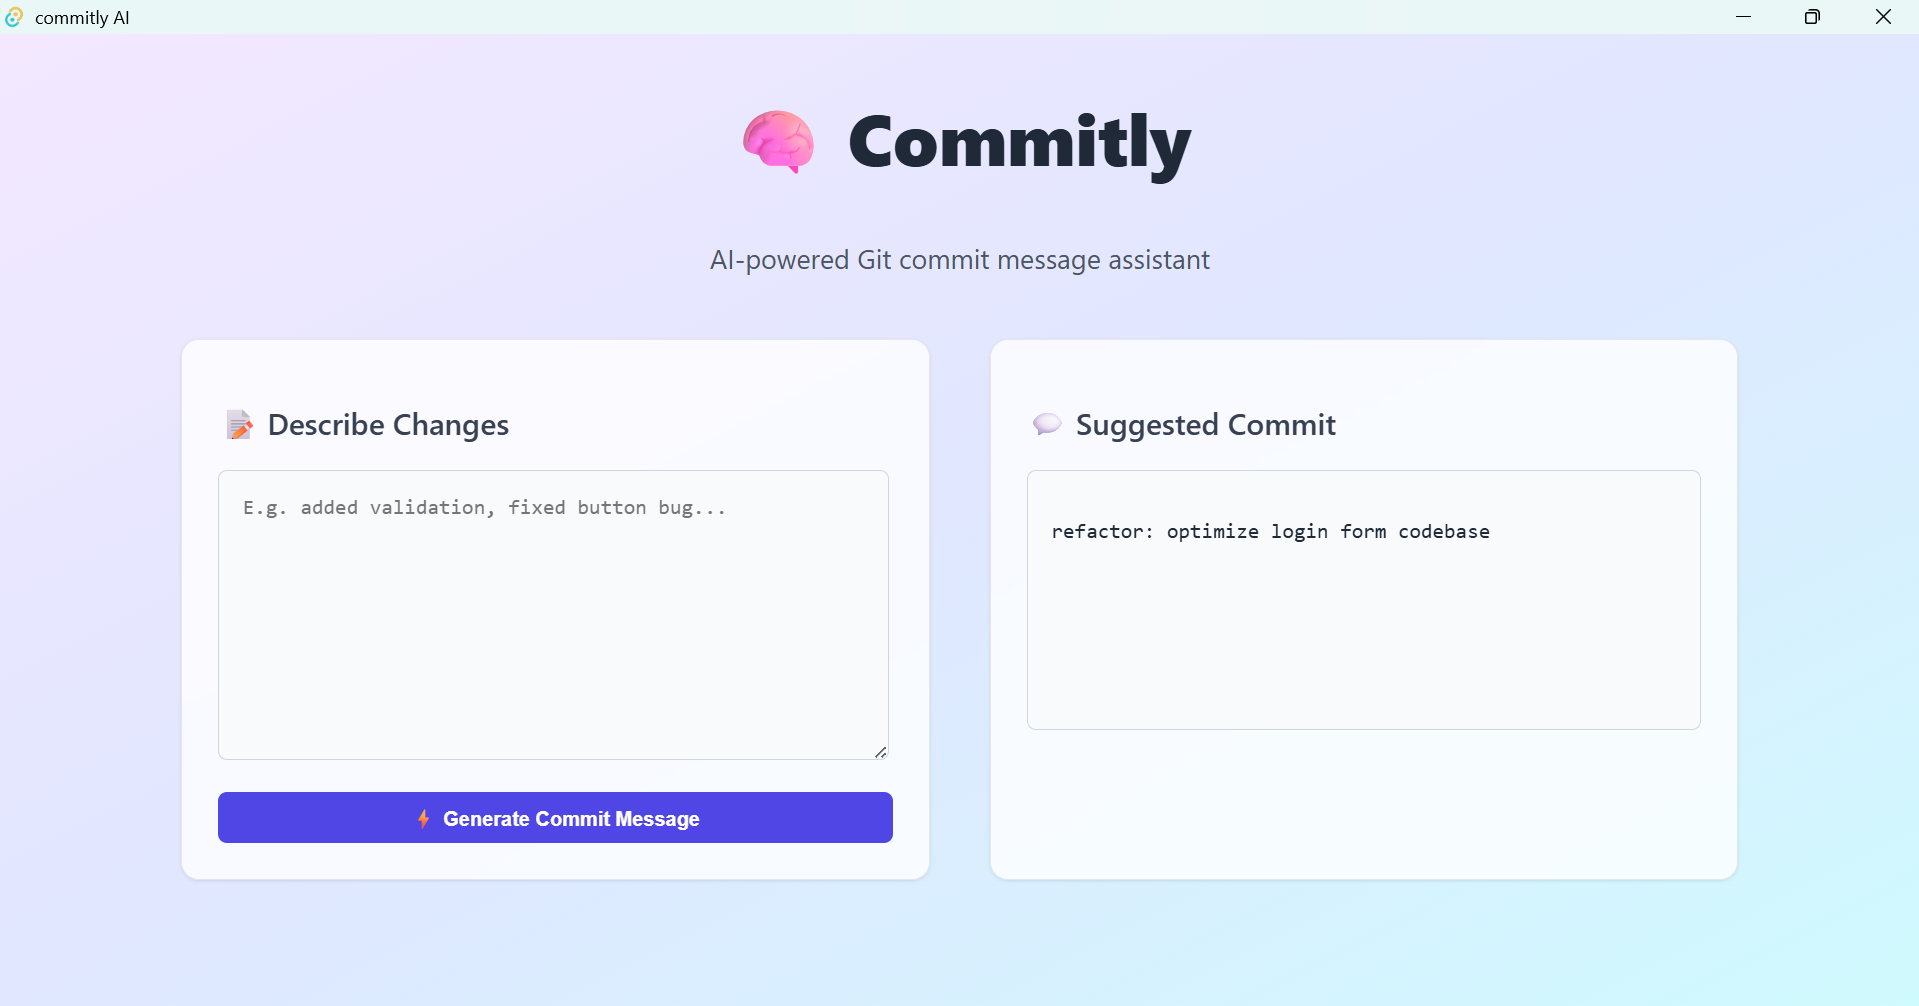 commitly AI
Commitly
AI-powered Git commit message assistant
Describe Changes
E.g. added validation, fixed button bug...
Generate Commit Message
Suggested Commit
refactor: optimize login form codebase